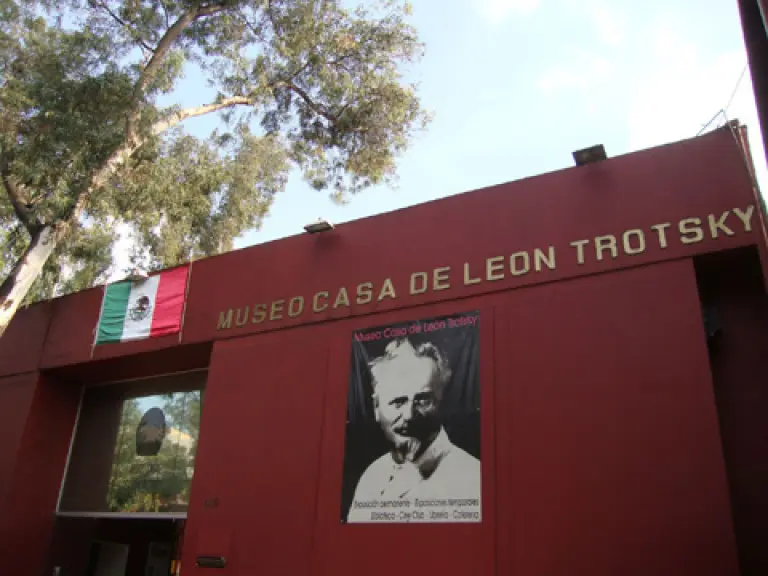 MUSEO CASA DE LEON TROTSKY
Museo Casa de León Trotsky
Exposición permanente - Exposiciones temporales
Biblioteca - Cine Club - Librería - Cafetería